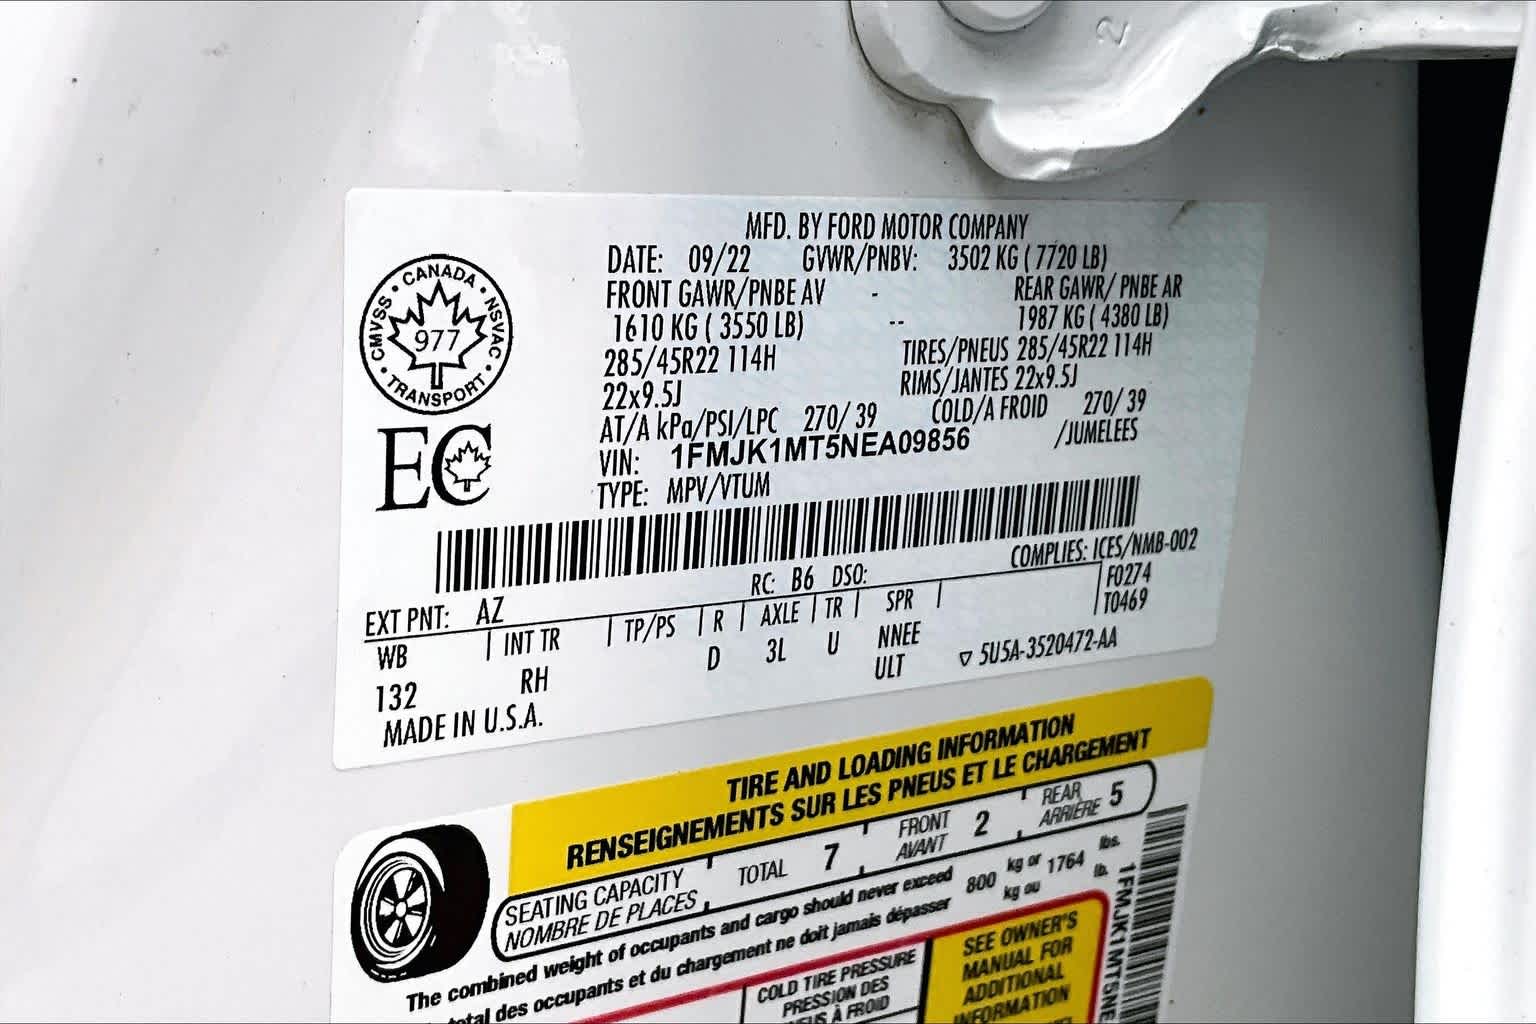 2
MFD. BY FORD MOTOR COMPANY
DATE: 09/22 GVWR/PNBV: 3502 KG ( 7720 LB)
FRONT GAWR/PNBE AV - REAR GAWR/ PNBE AR
1610 KG ( 3550 LB) -- 1987 KG ( 4380 LB)
285/45R22 114H TIRES/PNEUS 285/45R22 114H
22x9.5J RIMS/JANTES 22x9.5J
AT/A kPa/PSI/LPC 270/ 39 COLD/A FROID 270/ 39
VIN: 1FMJK1MT5NEA09856 /JUMELEES
TYPE: MPV/VTUM
CANADA
CMVSS 977 NSVAC
TRANSPORT
EC
COMPLIES: ICES/NMB-002
RC: B6 DSO:
EXT PNT: AZ F0274
WB INT TR TP/PS R AXLE TR SPR T0469
132 RH D 3L U NNEE
ULT ▽ 5U5A-3520472-AA
MADE IN U.S.A.
TIRE AND LOADING INFORMATION
RENSEIGNEMENTS SUR LES PNEUS ET LE CHARGEMENT
SEATING CAPACITY TOTAL 7 FRONT 2 REAR 5
NOMBRE DE PLACES AVANT ARRIÈRE
The combined weight of occupants and cargo should never exceed 800 kg or 1764 lbs.
total des occupants et du chargement ne doit jamais dépasser kg ou lb.
COLD TIRE PRESSURE
PRESSION DES
À FROID
SEE OWNER'S
MANUAL FOR
ADDITIONAL
INFORMATION
1FMJK1MT5NE